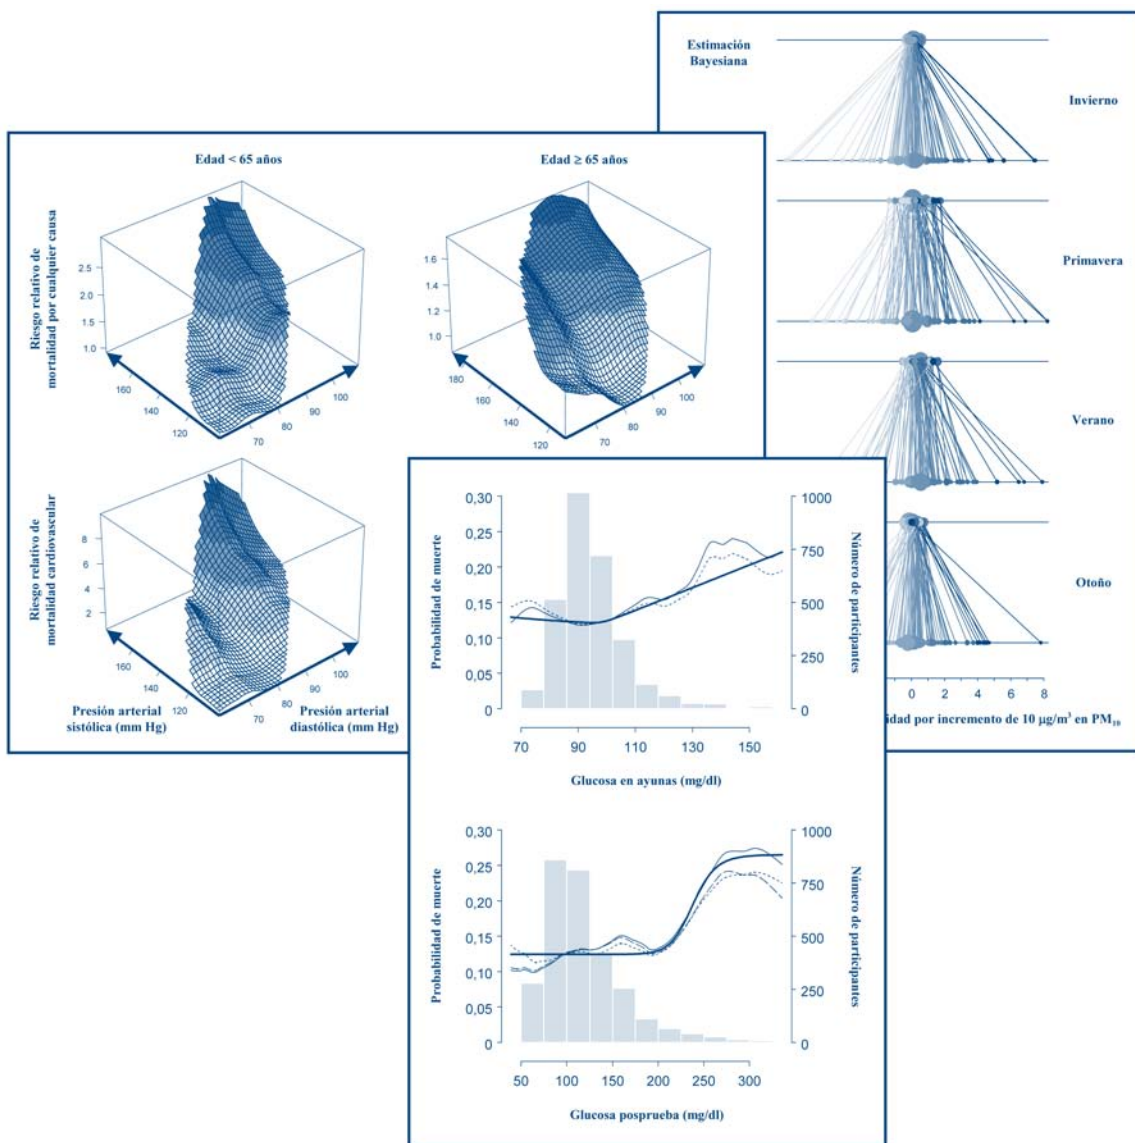 Estimación
Bayesiana
Invierno
Primavera
Verano
Otoño
0 2 4 6 8
idad por incremento de 10 µg/m³ en PM₁₀
Edad < 65 años
Edad ≥ 65 años
Riesgo relativo de
mortalidad por cualquier causa
2.5
2.0
1.5
1.0
160
140
120
70
80
90
100
1.6
1.4
1.2
1.0
180
160
140
120
70
80
90
100
Riesgo relativo de
mortalidad cardiovascular
8
6
4
2
160
140
120
70
80
90
100
Presión arterial
sistólica (mm Hg)
Presión arterial
diastólica (mm Hg)
Probabilidad de muerte
0,30
0,25
0,20
0,15
0,10
0,05
0
1000
750
500
250
0
Número de participantes
70 90 110 130 150
Glucosa en ayunas (mg/dl)
Probabilidad de muerte
0,30
0,25
0,20
0,15
0,10
0,05
0
1000
750
500
250
0
Número de participantes
50 100 150 200 250 300
Glucosa posprueba (mg/dl)